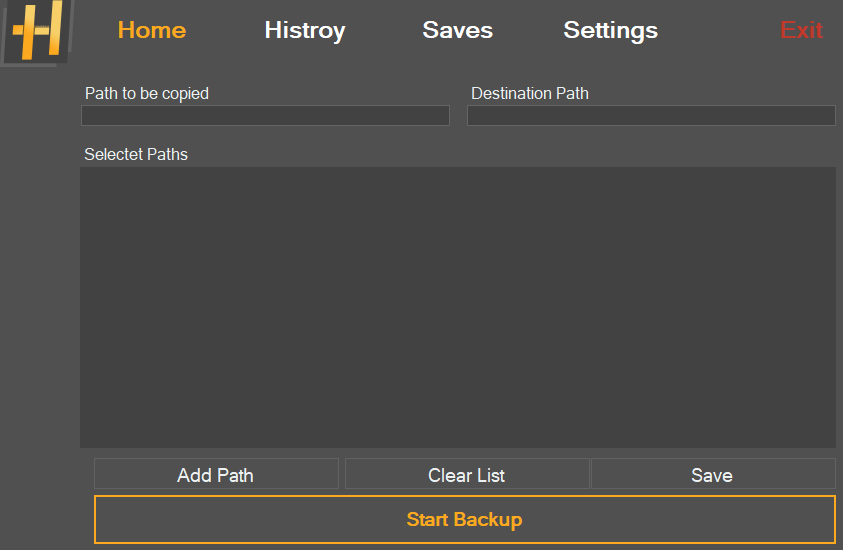 H
Home Histroy Saves Settings Exit
Path to be copied Destination Path
Selectet Paths
Add Path Clear List Save
Start Backup